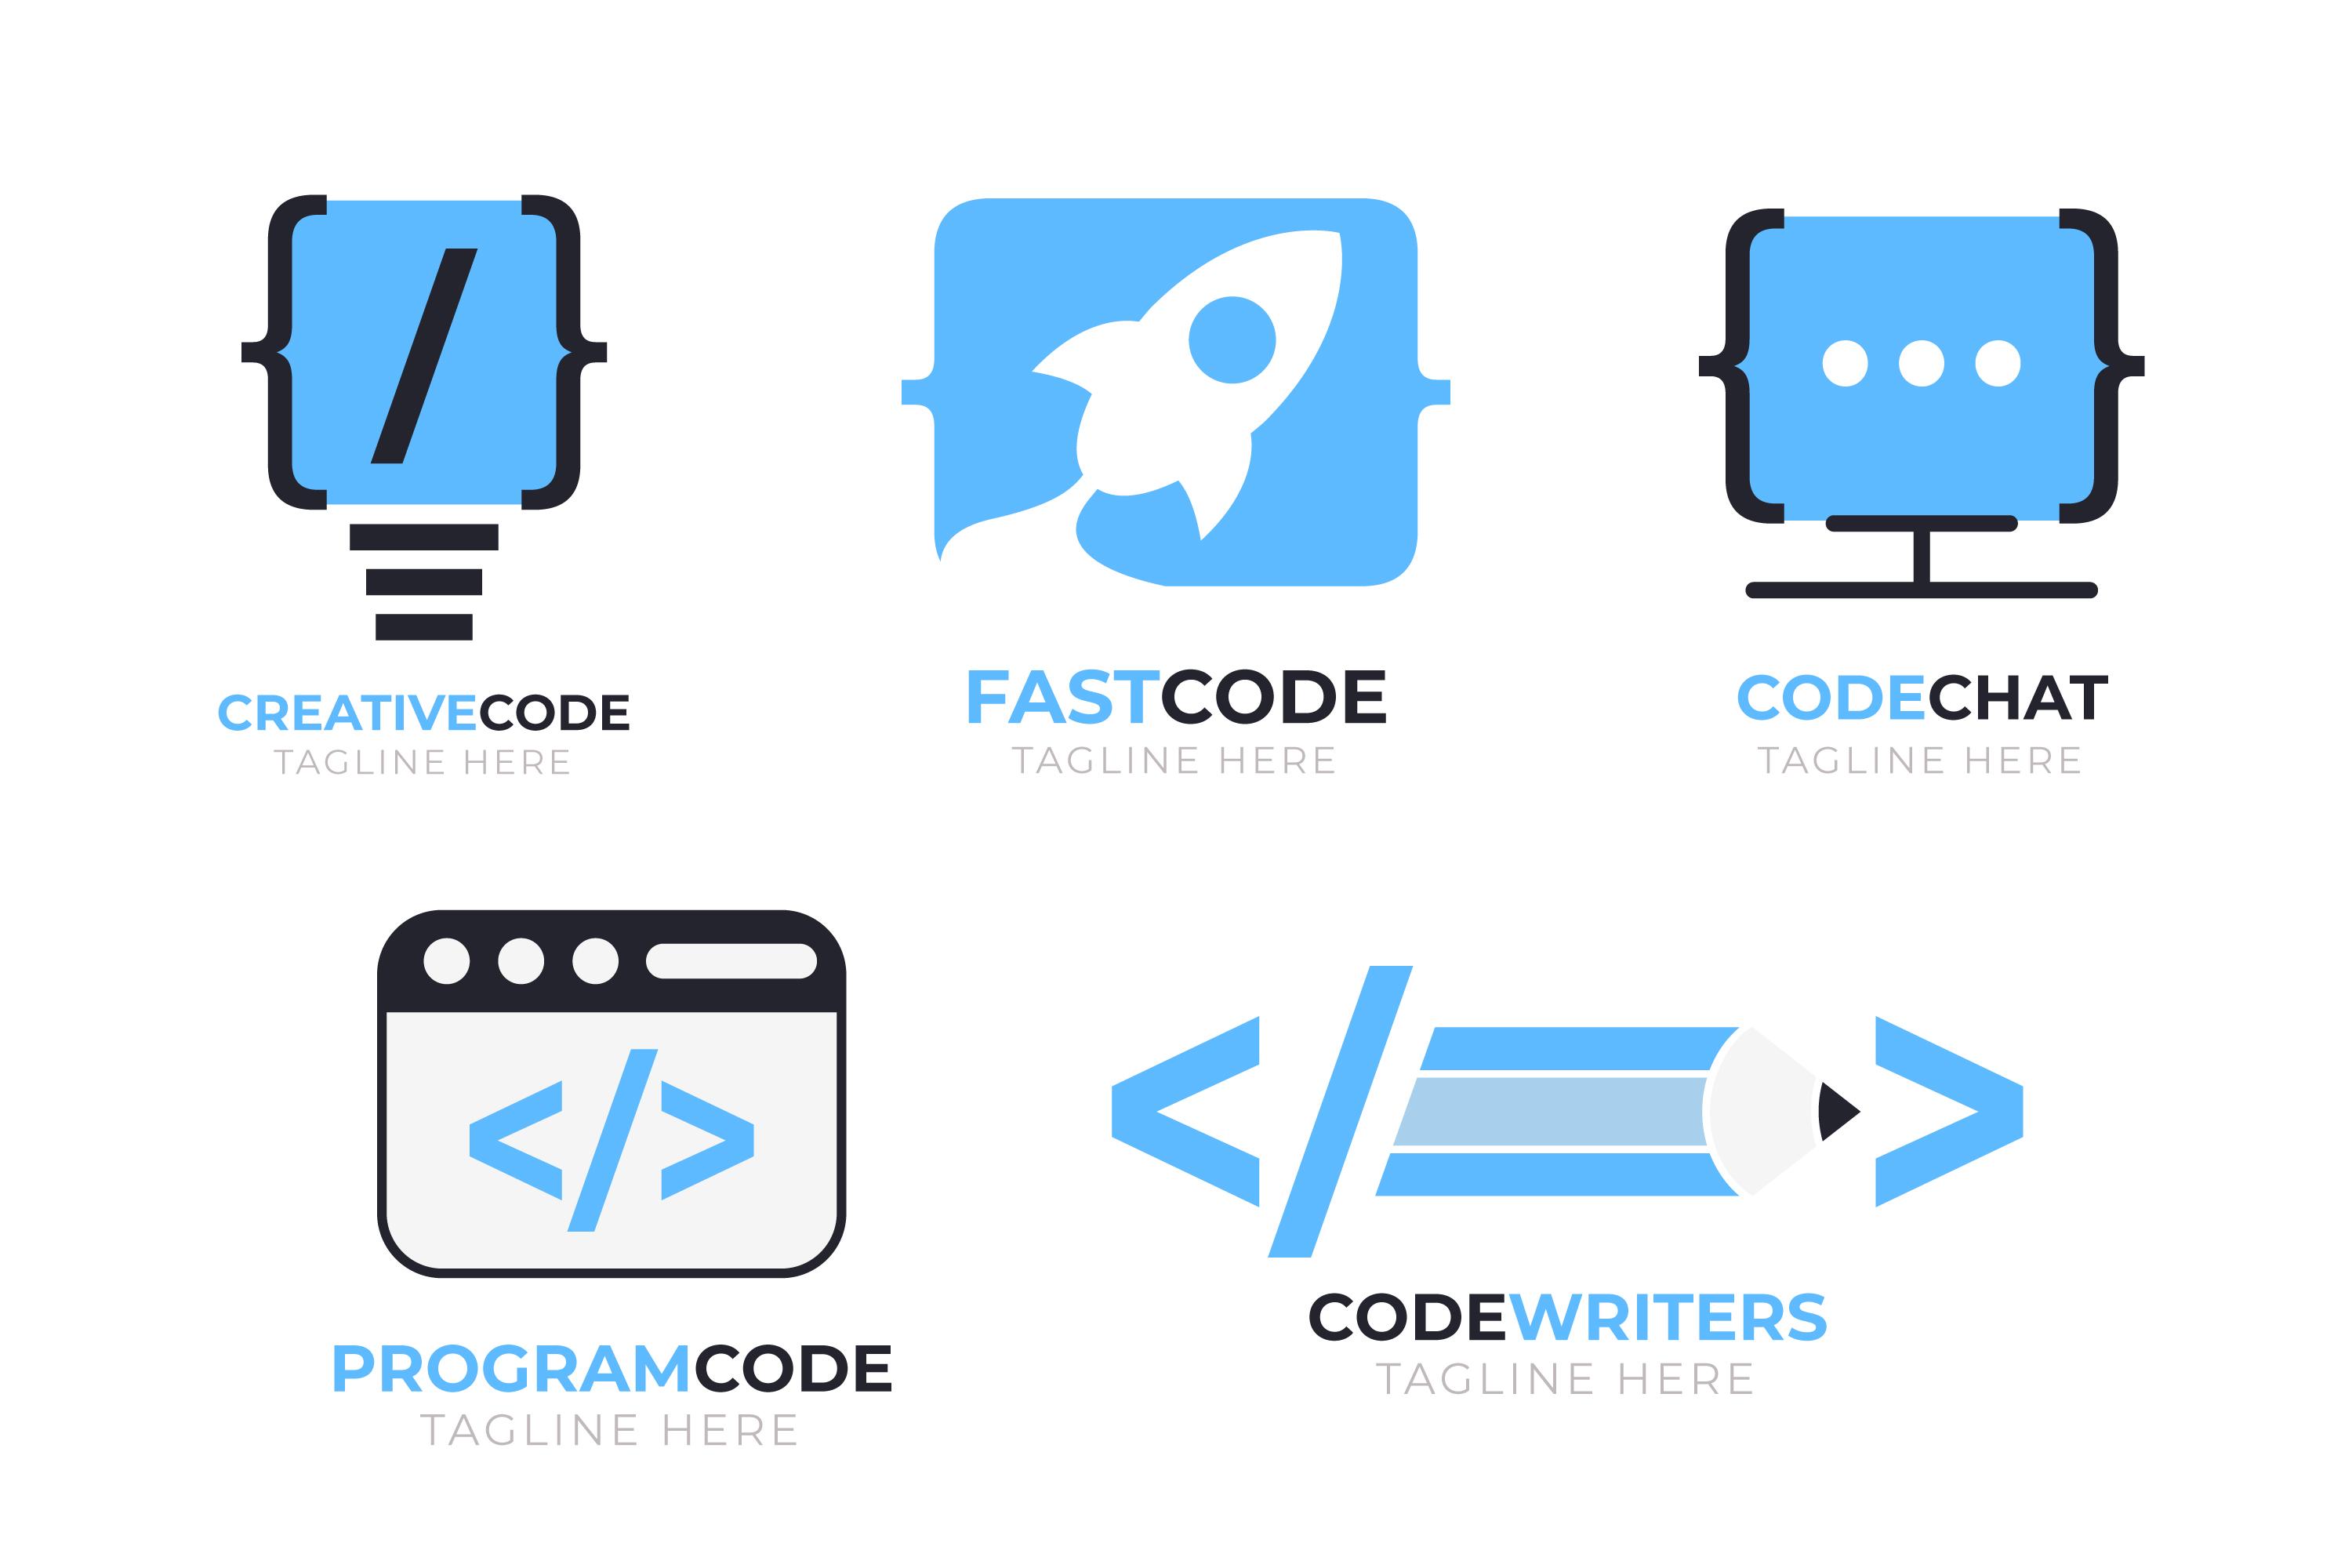 CREATIVECODE
TAGLINE HERE
FASTCODE
TAGLINE HERE
CODECHAT
TAGLINE HERE
PROGRAMCODE
TAGLINE HERE
CODEWRITERS
TAGLINE HERE